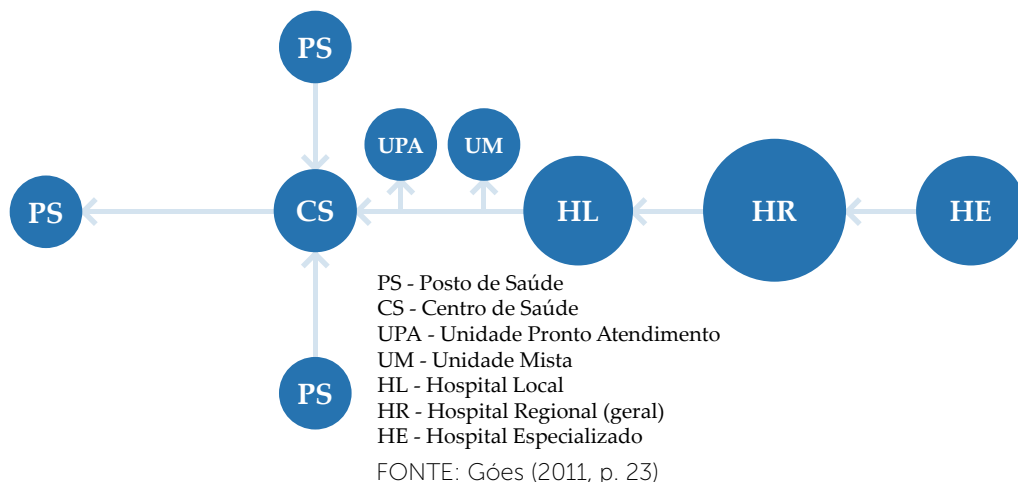 PS
UPA
UM
PS
CS
HL
HR
HE
PS
PS - Posto de Saúde
CS - Centro de Saúde
UPA - Unidade Pronto Atendimento
UM - Unidade Mista
HL - Hospital Local
HR - Hospital Regional (geral)
HE - Hospital Especializado
FONTE: Góes (2011, p. 23)